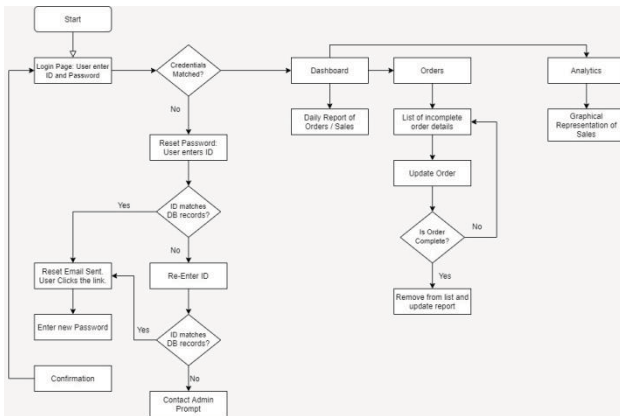 Start
Login Page: User enter
ID and Password
Credentials
Matched?
Dashboard
Orders
Analytics
No
Daily Report of
Orders / Sales
List of incomplete
order details
Graphical
Representation of
Sales
Reset Password:
User enters ID
Update Order
Yes
ID matches
DB records?
No
Is Order
Complete?
No
Reset Email Sent.
User Clicks the link.
Re-Enter ID
Yes
Remove from list and
update report
Enter new Password
Yes
ID matches
DB records?
Confirmation
No
Contact Admin
Prompt